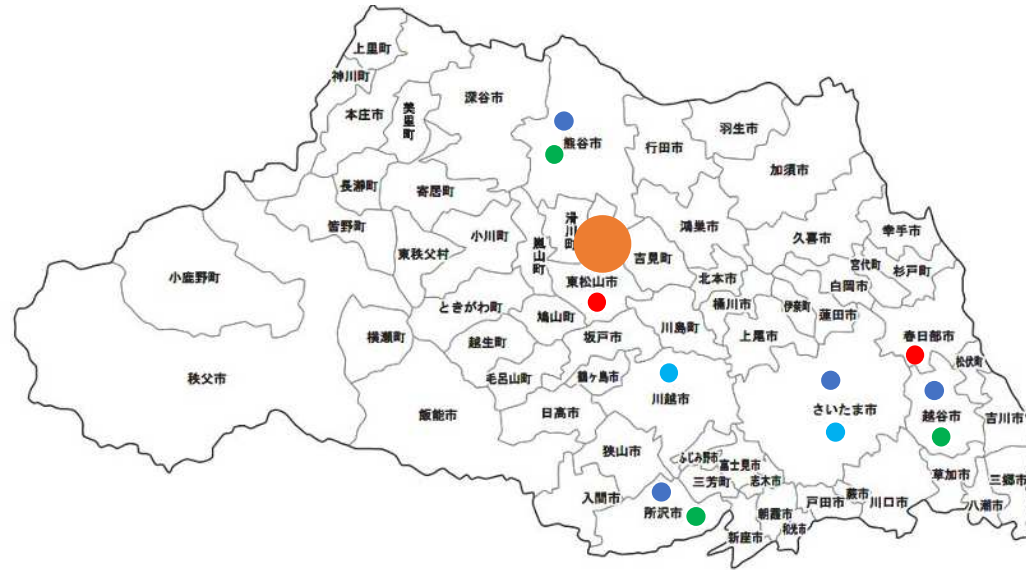 上里町
神川町
本庄市
美里町
深谷市
熊谷市
行田市
羽生市
加須市
長瀞町
寄居町
皆野町
東秩父村
小川町
嵐山町
滑川町
吉見町
鴻巣市
久喜市
幸手市
宮代町
杉戸町
小鹿野町
東松山市
北本市
白岡市
ときがわ町
鳩山町
桶川市
伊奈町
蓮田市
横瀬町
越生町
坂戸市
川島町
上尾市
春日部市
松伏町
秩父市
毛呂山町
鶴ヶ島市
川越市
さいたま市
越谷市
吉川市
飯能市
日高市
狭山市
ふじみ野市
富士見市
三芳町
志木市
入間市
所沢市
朝霞市
和光市
新座市
戸田市
蕨市
川口市
草加市
三郷市
八潮市